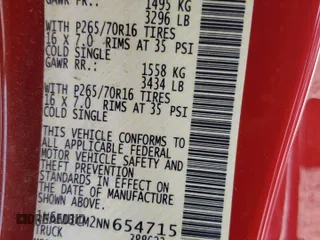 GAWR FR.: 1495 KG
3296 LB
WITH P265/70R16 TIRES
16 X 7.0 RIMS AT 35 PSI
COLD SINGLE
GAWR RR.: 1558 KG
3434 LB
WITH P265/70R16 TIRES
16 X 7.0 RIMS AT 35 PSI
COLD SINGLE
THIS VEHICLE CONFORMS TO
ALL APPLICABLE FEDERAL
MOTOR VEHICLE SAFETY AND
THEFT PREVENTION
STANDARDS IN EFFECT ON
THE DATE OF MANUFACTURE
SHOWN ABOVE.
654715
TRUCK